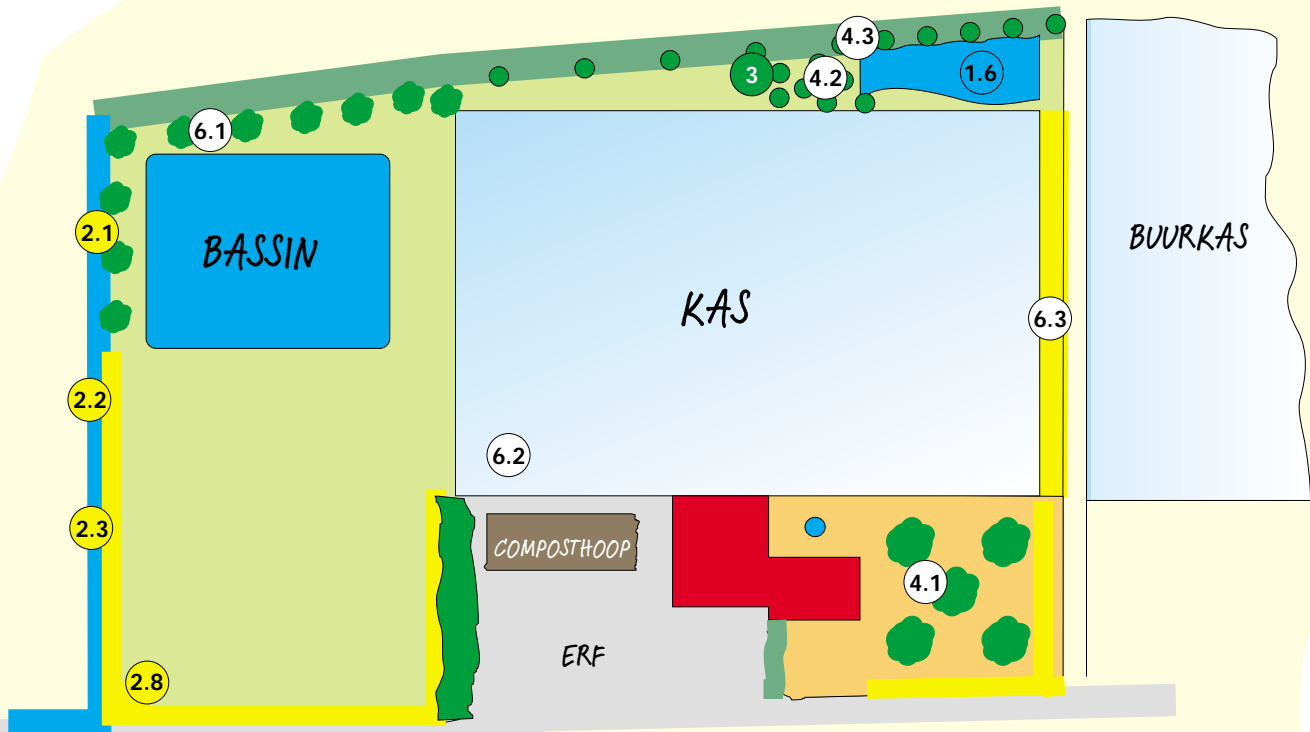 4.3
3
4.2
1.6
6.1
2.1
BASSIN
BUURKAS
KAS
6.3
2.2
6.2
2.3
COMPOSTHOOP
4.1
ERF
2.8